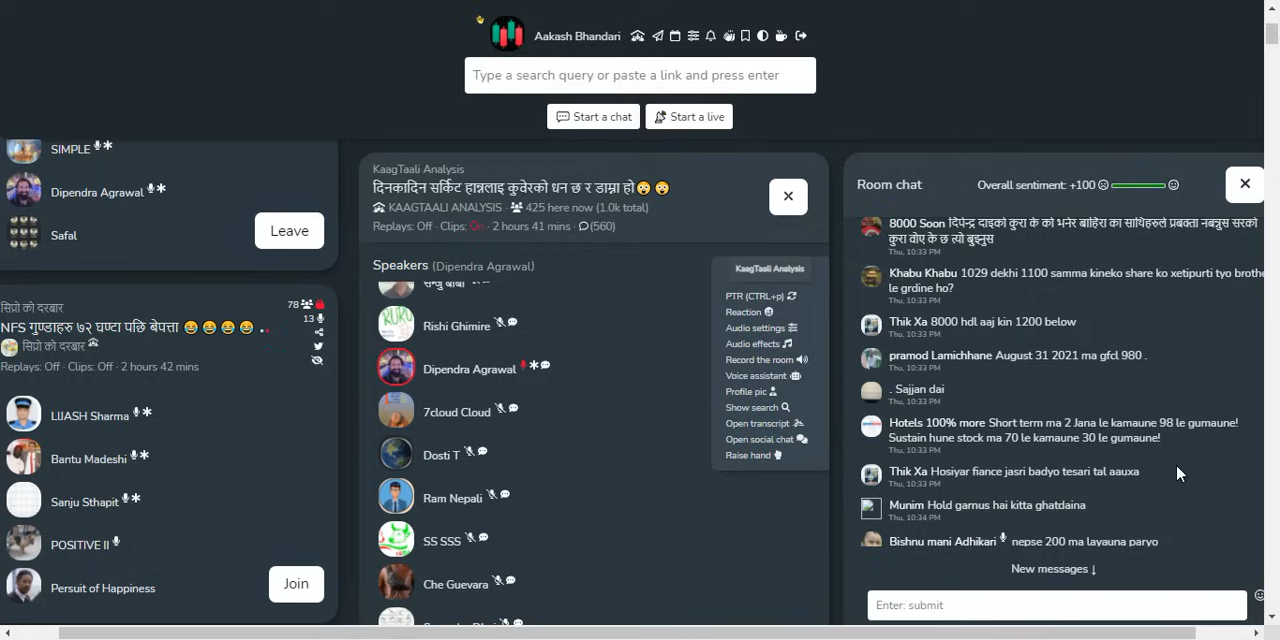 Aakash Bhandari
Type a search query or paste a link and press enter
Start a chat
Start a live
SIMPLE
Dipendra Agrawal
Safal
Leave
सिप्रो को दरबार
78
NFS गुण्डाहरु ७२ घण्टा पछि बेपत्ता 😂 😂 😂 😂 ..
13
सिप्रो को दरबार
Replays: Off · Clips: Off · 2 hours 42 mins
LIJASH Sharma
Bantu Madeshi
Sanju Sthapit
POSITIVE II
Persuit of Happiness
Join
KaagTaali Analysis
दिनकादिन सर्किट हान्नलाइ कुवेरको धन छ र डाम्ना हो😲😲
KAAGTAALI ANALYSIS · 425 here now (1.0k total)
Replays: Off · Clips: On · 2 hours 41 mins · (560)
Speakers (Dipendra Agrawal)
Rishi Ghimire
Dipendra Agrawal
7cloud Cloud
Dosti T
Ram Nepali
SS SSS
Che Guevara
KaagTaali Analysis
PTR (CTRL+p)
Reaction
Audio settings
Audio effects
Record the room
Voice assistant
Profile pic
Show search
Open transcript
Open social chat
Raise hand
Room chat
Overall sentiment: +100
8000 Soon दिपेन्द्र दाइको कुरा के को भनेर बाहिरा का साथिहरुले प्रबक्ता नबन्नुस सरको
कुरा वोए के छ त्यो बुझ्नुस
Thu, 10:33 PM
Khabu Khabu 1029 dekhi 1100 samma kineko share ko xetipurti tyo brothe
le grdine ho?
Thu, 10:33 PM
Thik Xa 8000 hdl aaj kin 1200 below
Thu, 10:33 PM
pramod Lamichhane August 31 2021 ma gfcl 980 .
Thu, 10:33 PM
. Sajjan dai
Thu, 10:33 PM
Hotels 100% more Short term ma 2 Jana le kamaune 98 le gumaune!
Sustain hune stock ma 70 le kamaune 30 le gumaune!
Thu, 10:33 PM
Thik Xa Hosiyar fiance jasri badyo tesari tal aauxa
Thu, 10:33 PM
Munim Hold garnus hai kitta ghatdaina
Thu, 10:34 PM
Bishnu mani Adhikari nepse 200 ma layauna paryo
New messages ↓
Enter: submit